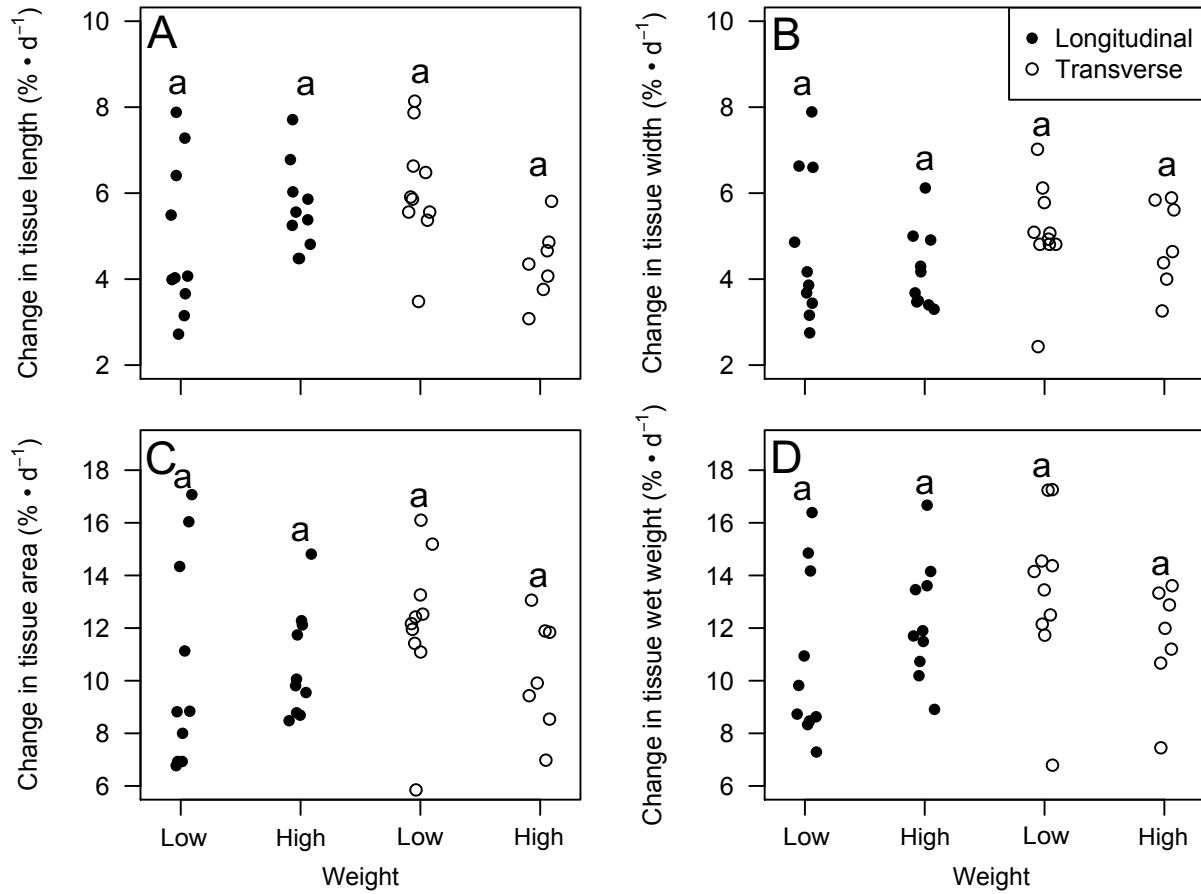 A
Change in tissue length (% • d⁻¹)
10
8
6
4
2
a
a
a
a
B
Change in tissue width (% • d⁻¹)
10
8
6
4
2
a
a
a
a
Longitudinal
Transverse
C
Change in tissue area (% • d⁻¹)
18
16
14
12
10
8
6
a
a
a
a
Low
High
Low
High
Weight
D
Change in tissue wet weight (% • d⁻¹)
18
16
14
12
10
8
6
a
a
a
a
Low
High
Low
High
Weight